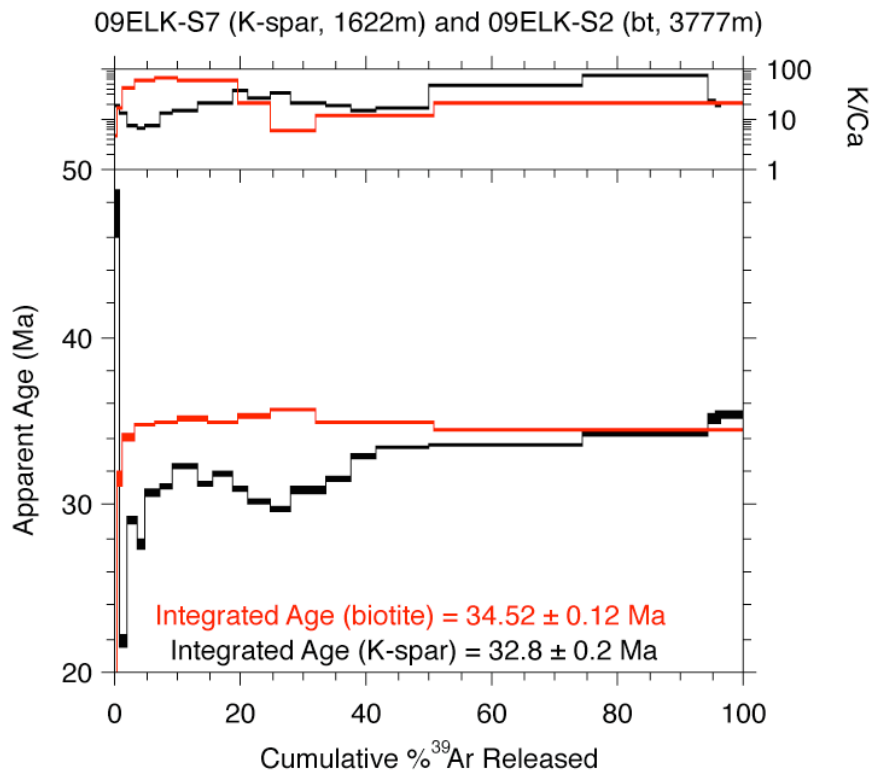 09ELK-S7 (K-spar, 1622m) and 09ELK-S2 (bt, 3777m)
100
10
1
K/Ca
50
40
30
20
Apparent Age (Ma)
Integrated Age (biotite) = 34.52 ± 0.12 Ma
Integrated Age (K-spar) = 32.8 ± 0.2 Ma
0 20 40 60 80 100
Cumulative %³⁹Ar Released